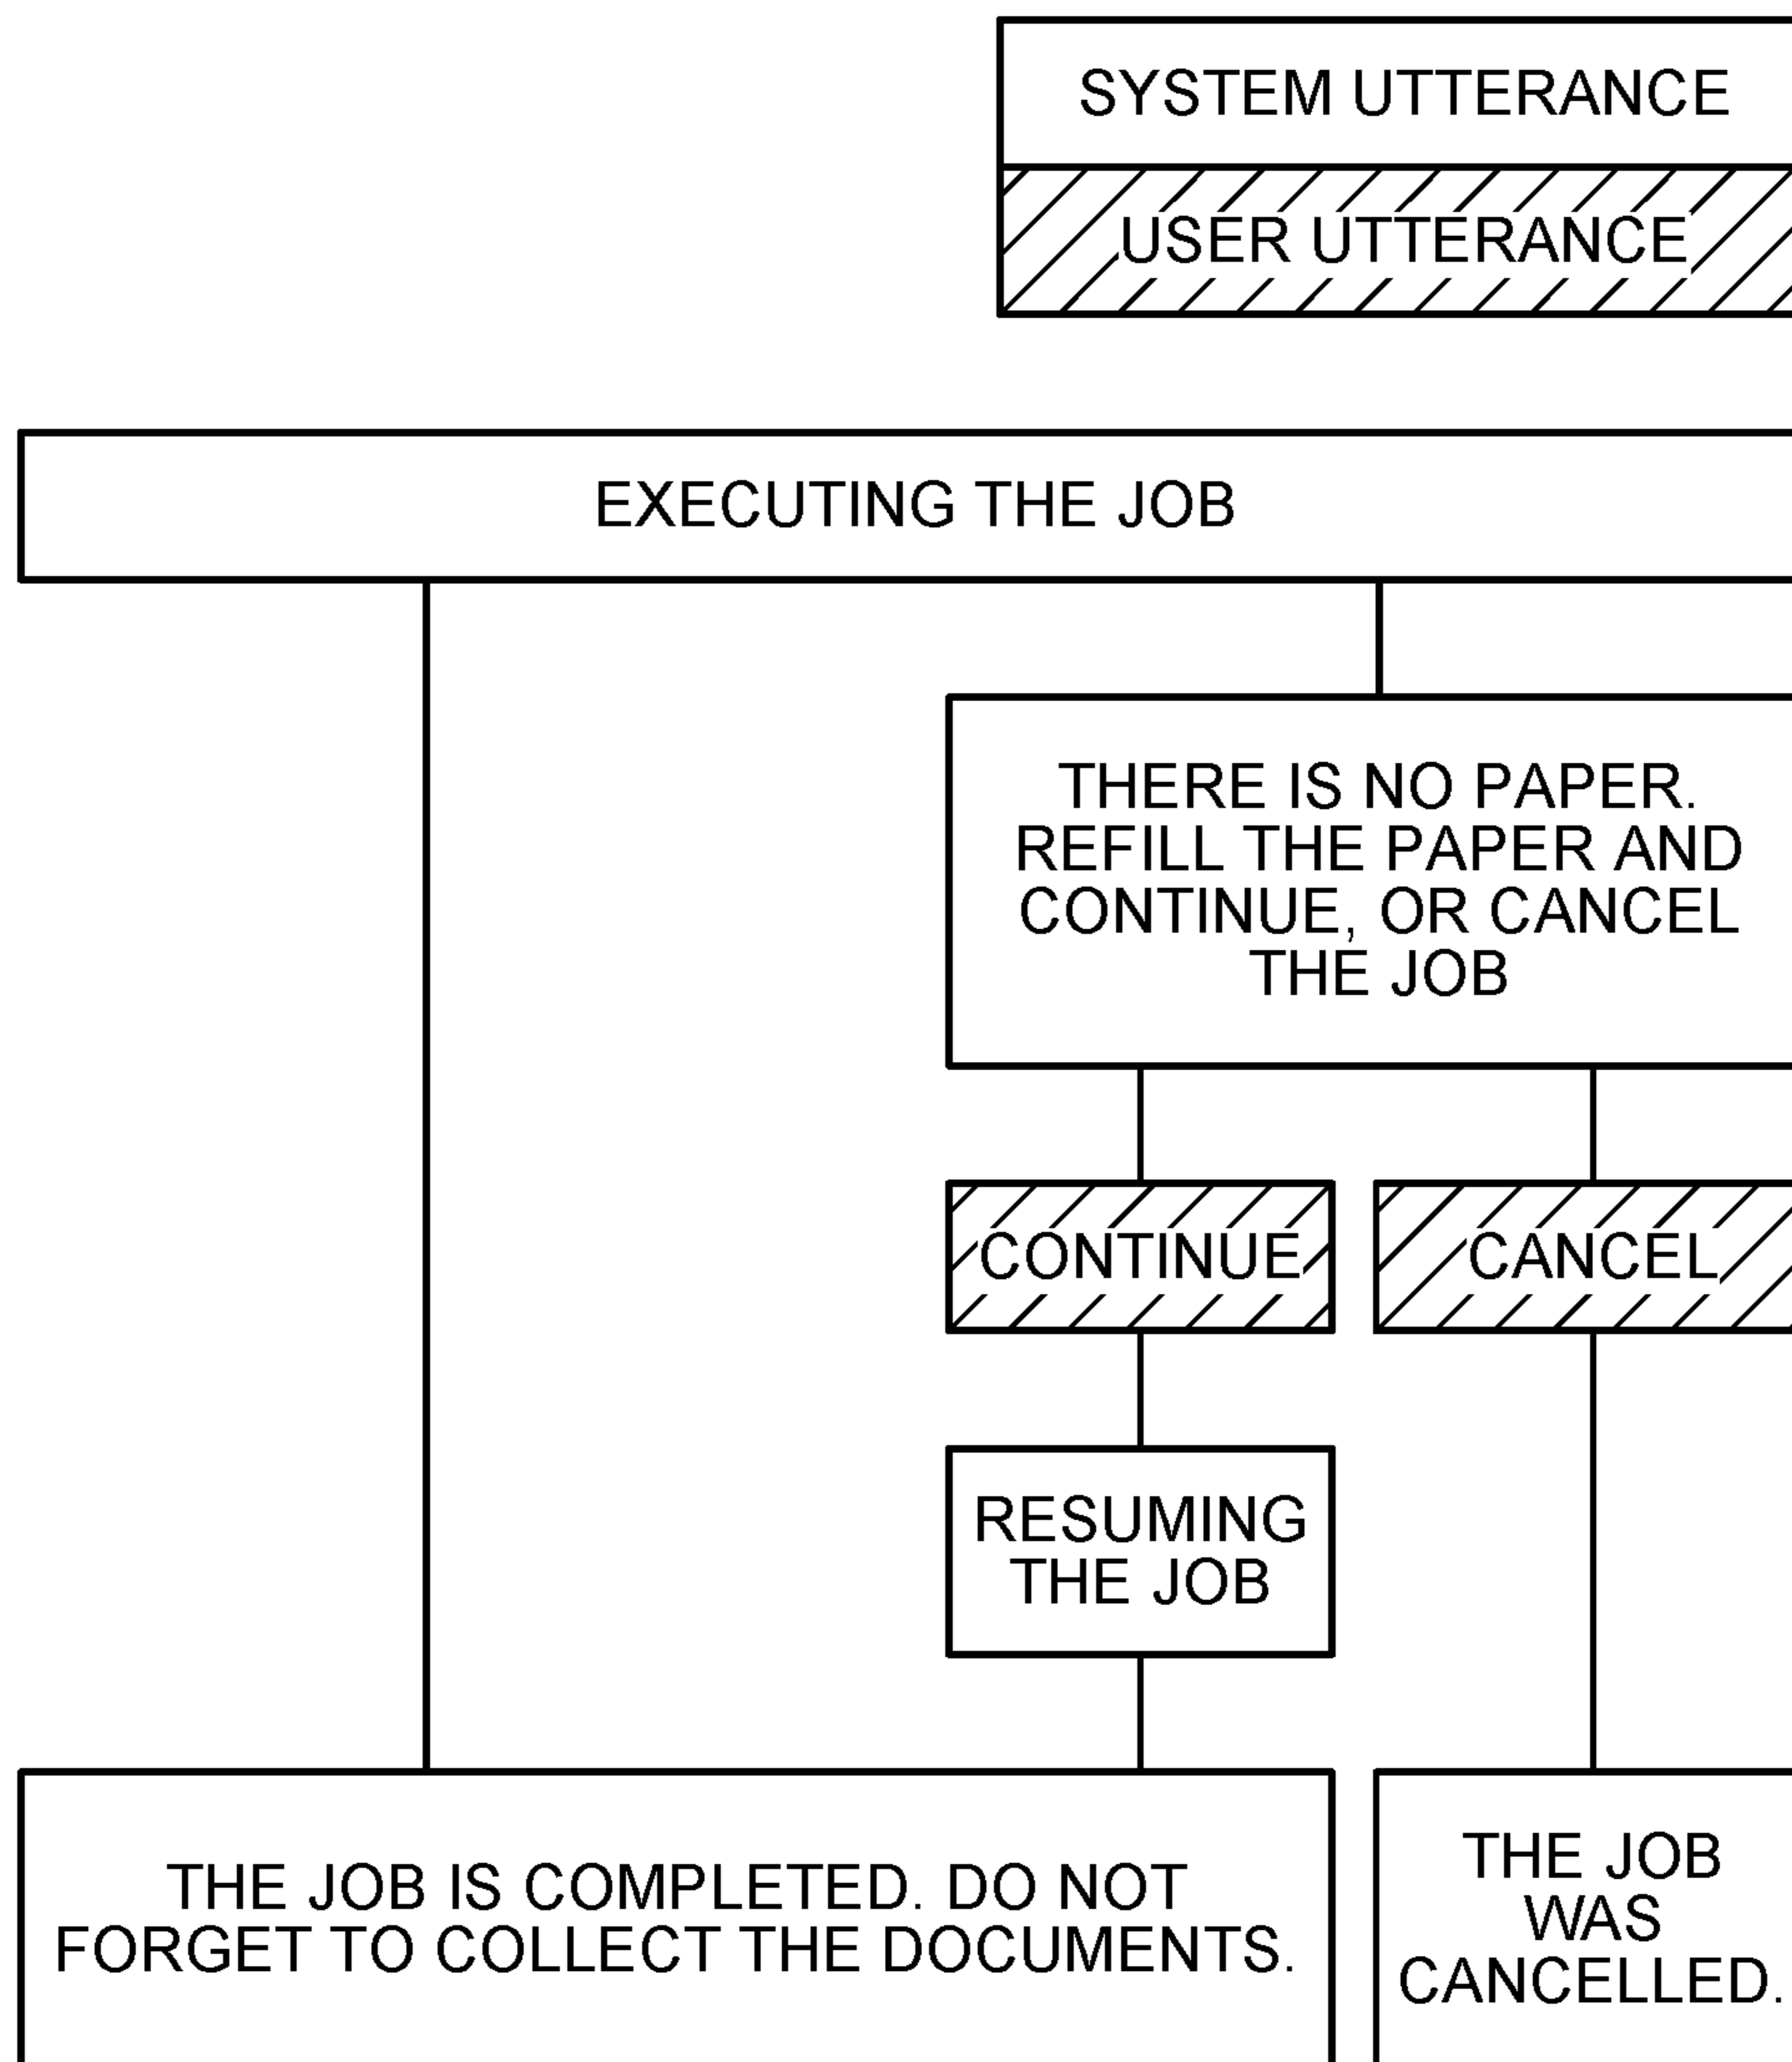 SYSTEM UTTERANCE
USER UTTERANCE
EXECUTING THE JOB
THERE IS NO PAPER.
REFILL THE PAPER AND
CONTINUE, OR CANCEL
THE JOB
CONTINUE
CANCEL
RESUMING
THE JOB
THE JOB IS COMPLETED. DO NOT
FORGET TO COLLECT THE DOCUMENTS.
THE JOB
WAS
CANCELLED.